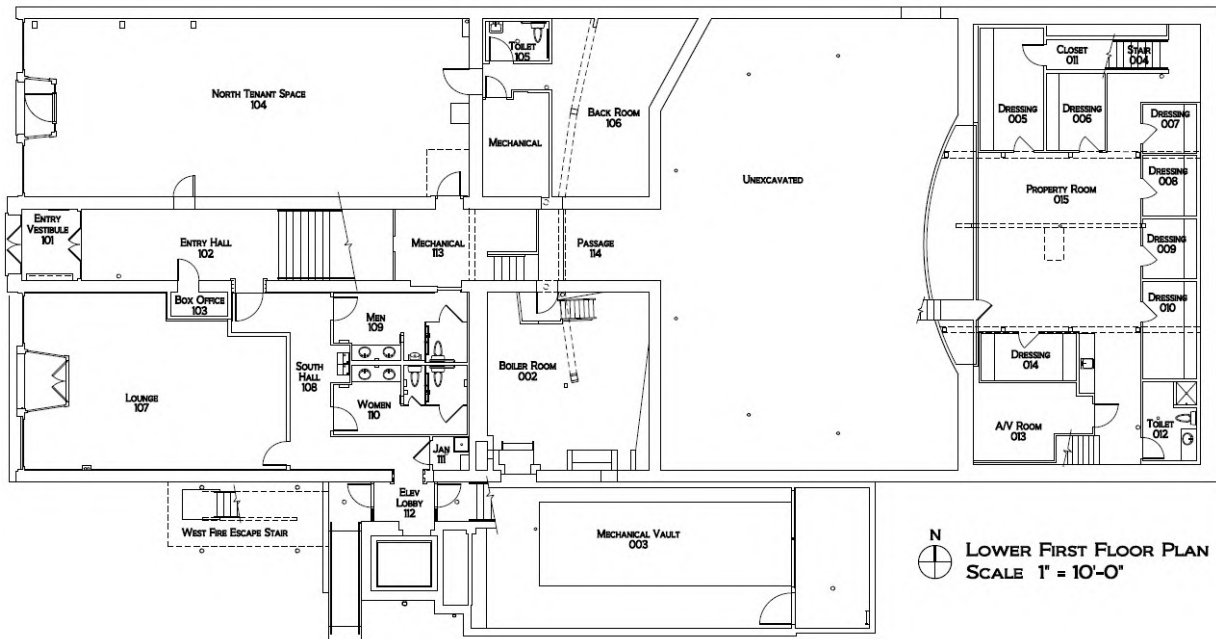 Toilet
105
Closet
011
Stair
004
North Tenant Space
104
Back Room
106
Dressing
005
Dressing
006
Dressing
007
Mechanical
Unexcavated
Dressing
008
Property Room
015
Entry
Vestibule
101
Entry Hall
102
Mechanical
113
Passage
114
Dressing
009
Box Office
103
Dressing
010
Men
109
South
Hall
108
Boiler Room
002
Dressing
014
Lounge
107
Women
110
A/V Room
013
Toilet
012
Jan
111
Elev
Lobby
112
West Fire Escape Stair
Mechanical Vault
003
N
Lower First Floor Plan
Scale 1" = 10'-0"